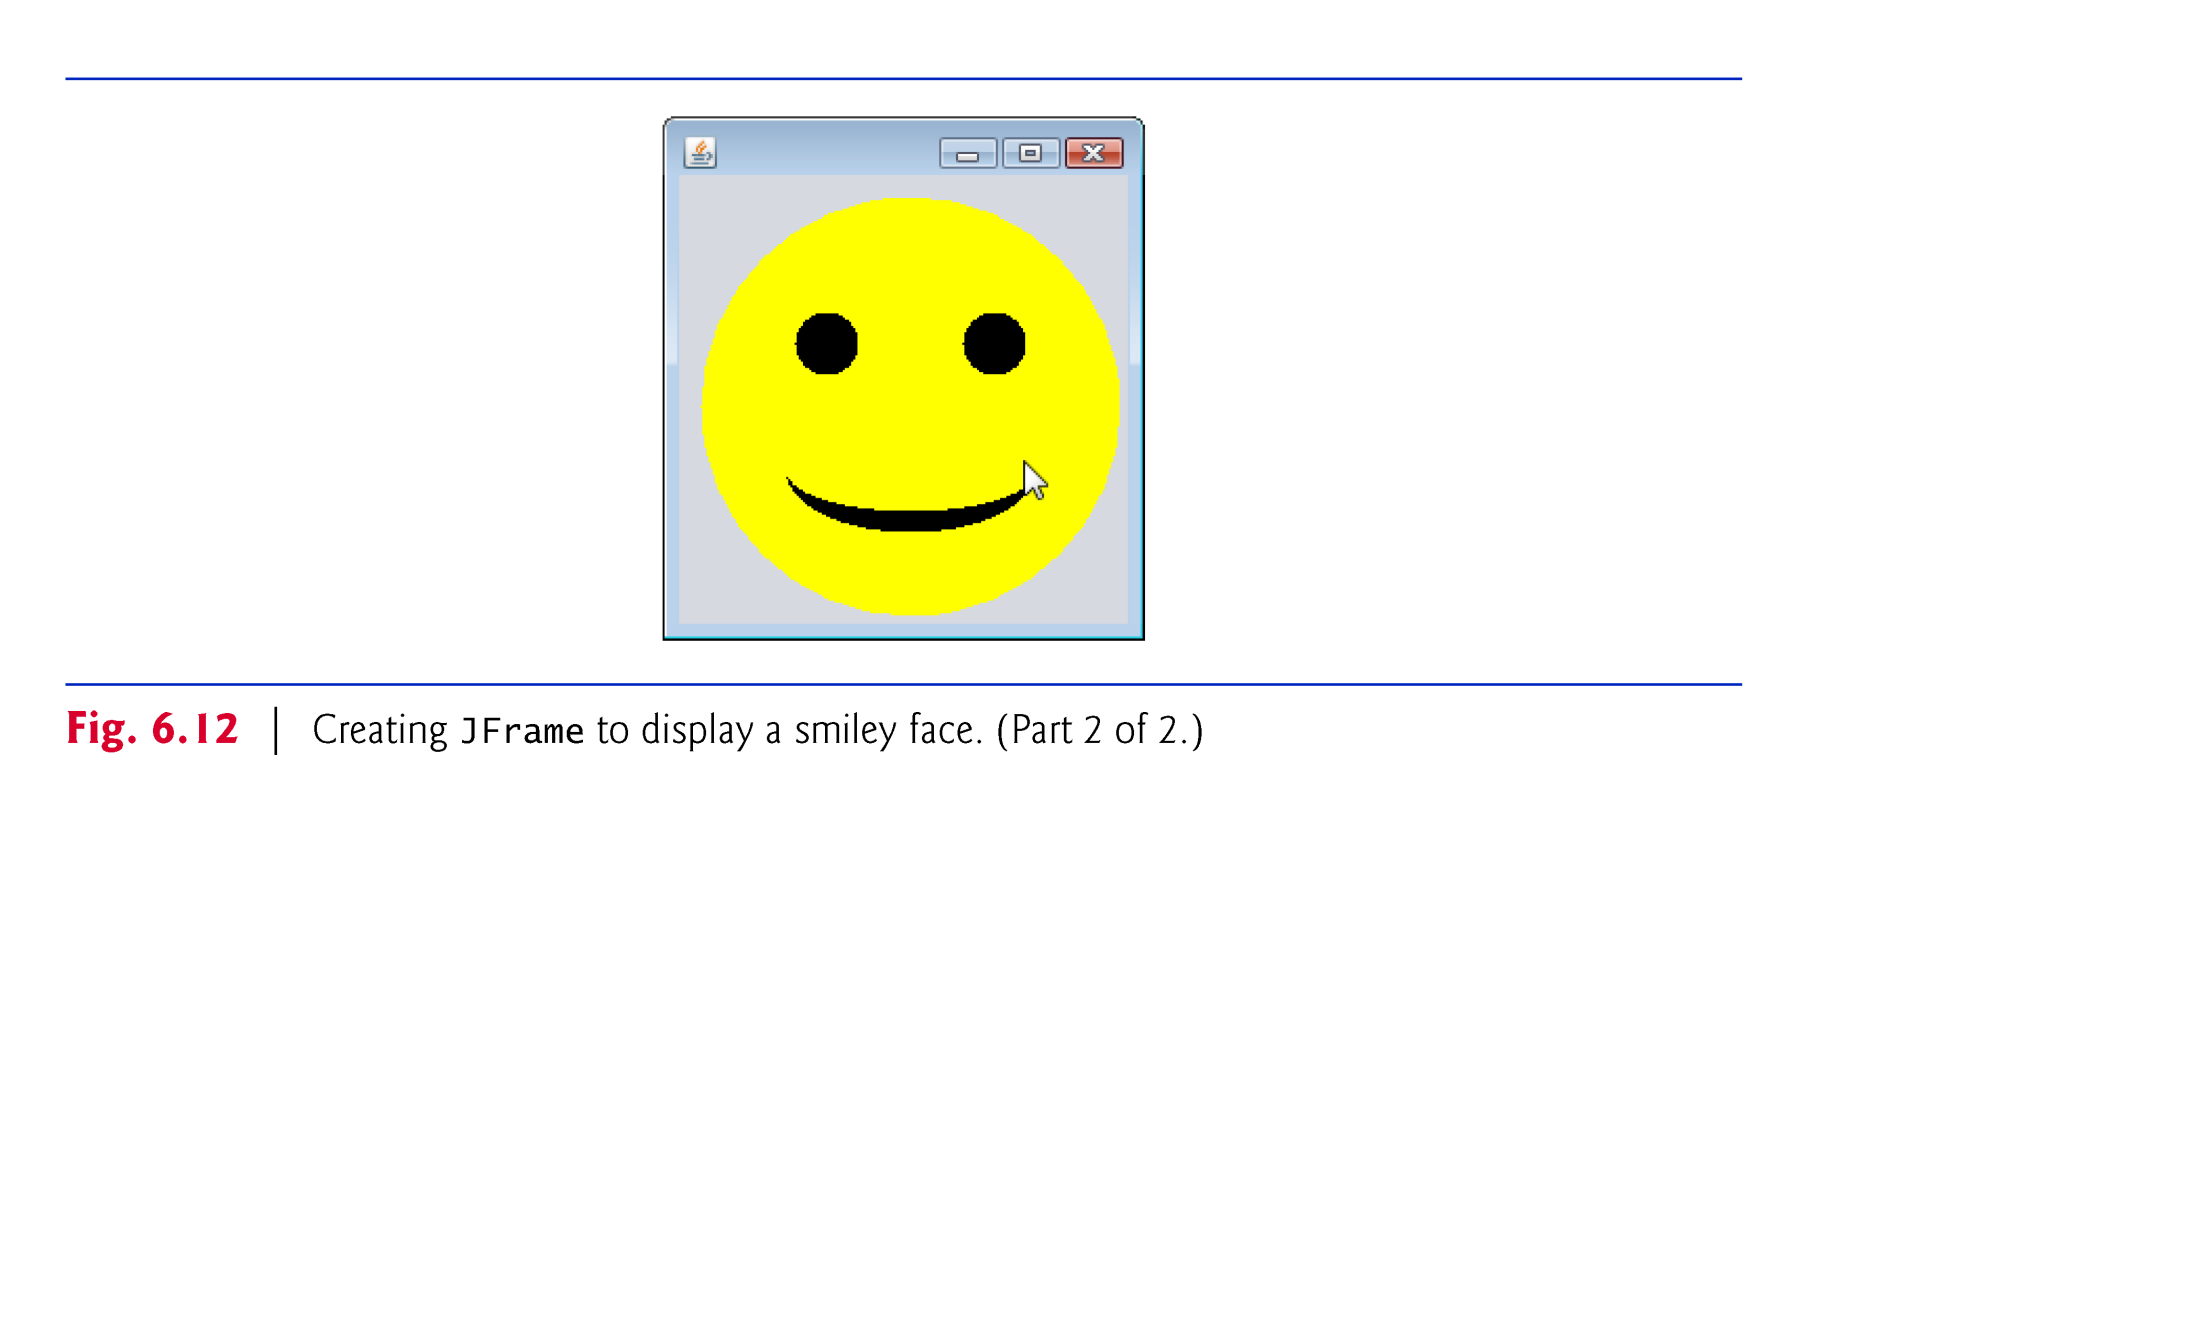 Fig. 6.12 | Creating JFrame to display a smiley face. (Part 2 of 2.)